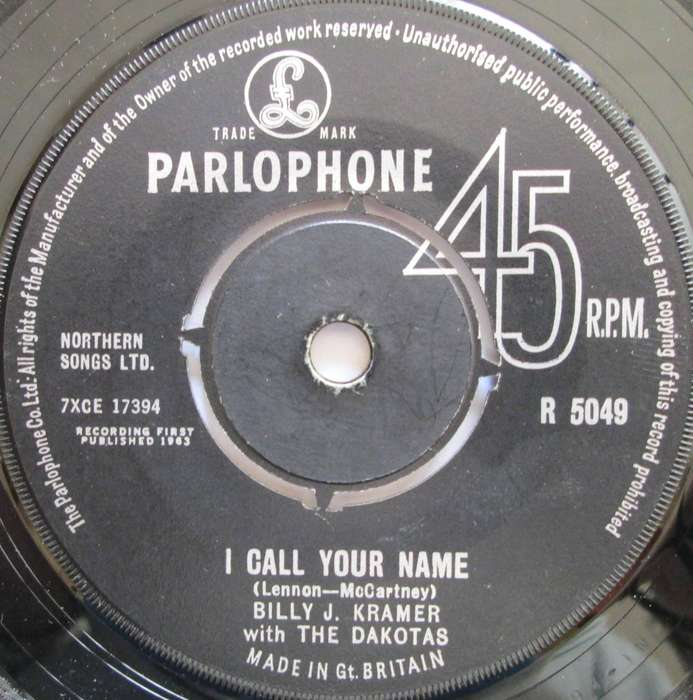 The Parlophone Co.Ltd: All rights of the Manufacturer and of the Owner of the recorded work reserved · Unauthorised public performance, broadcasting and copying of this record prohibited
£
TRADE MARK
PARLOPHONE
45
R.P.M.
NORTHERN
SONGS LTD.
7XCE 17394
RECORDING FIRST
PUBLISHED 1963
R 5049
I CALL YOUR NAME
(Lennon—McCartney)
BILLY J. KRAMER
with THE DAKOTAS
MADE IN Gt. BRITAIN